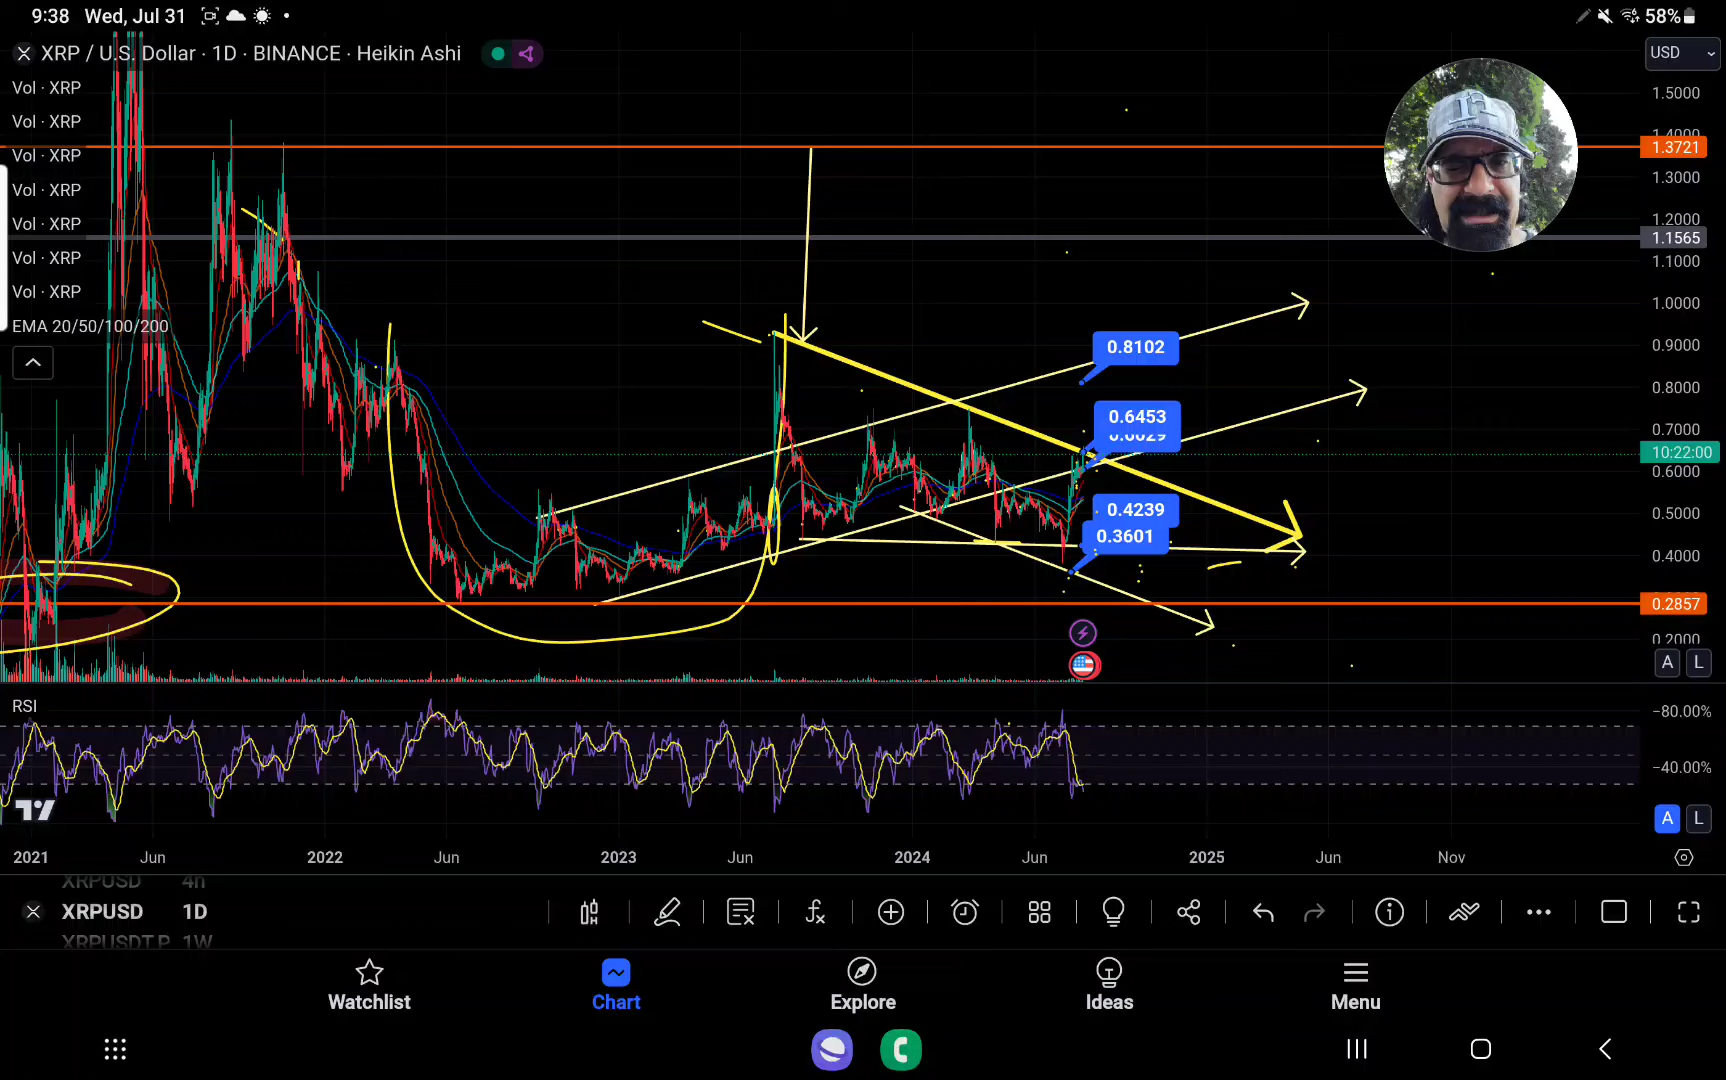 9:38 Wed, Jul 31
58%
XRP / U.S. Dollar · 1D · BINANCE · Heikin Ashi
USD
Vol · XRP
Vol · XRP
Vol · XRP
Vol · XRP
Vol · XRP
Vol · XRP
Vol · XRP
EMA 20/50/100/200
1.5000
1.4000
1.3721
1.3000
1.2000
1.1565
1.1000
1.0000
0.9000
0.8000
0.7000
10:22:00
0.6000
0.5000
0.4000
0.2857
0.2000
A L
0.8102
0.6453
0.6029
0.4239
0.3601
RSI
−80.00%
−40.00%
A L
2021 Jun 2022 Jun 2023 Jun 2024 Jun 2025 Jun Nov
XRPUSD 4h
XRPUSD 1D
XRPUSDT.P 1W
Watchlist
Chart
Explore
Ideas
Menu